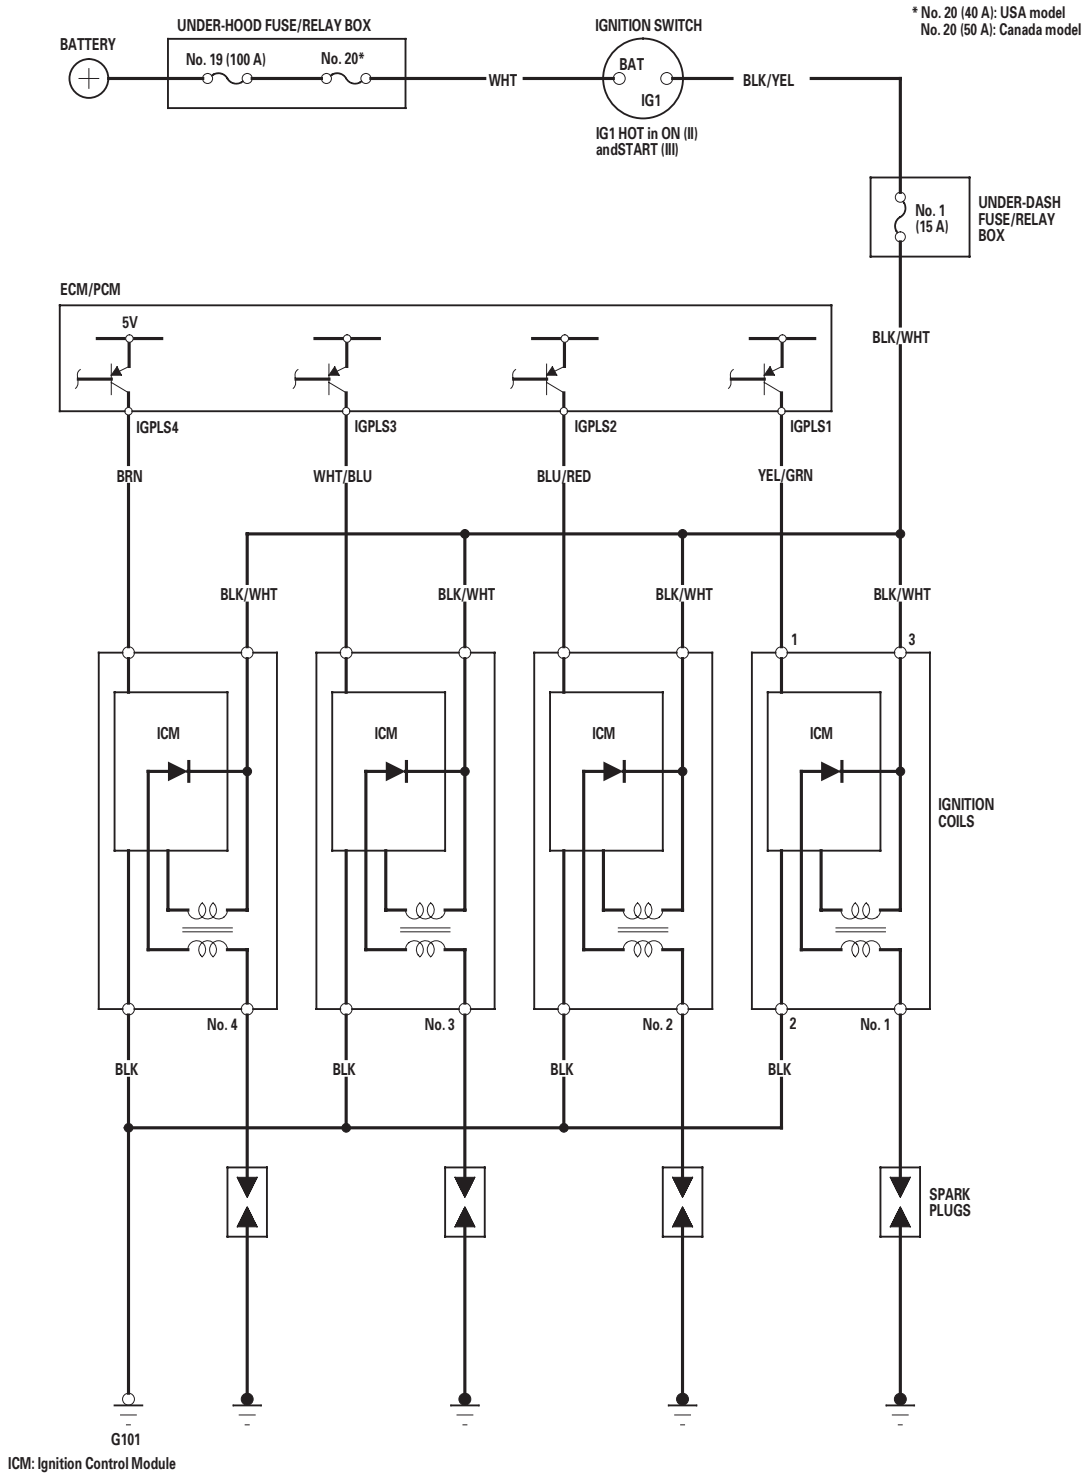 * No. 20 (40 A): USA model
No. 20 (50 A): Canada model
UNDER-HOOD FUSE/RELAY BOX
IGNITION SWITCH
BATTERY
No. 19 (100 A)
No. 20*
WHT
BAT
IG1
BLK/YEL
IG1 HOT in ON (II)
andSTART (III)
No. 1
(15 A)
UNDER-DASH
FUSE/RELAY
BOX
ECM/PCM
5V
BLK/WHT
IGPLS4
IGPLS3
IGPLS2
IGPLS1
BRN
WHT/BLU
BLU/RED
YEL/GRN
BLK/WHT
BLK/WHT
BLK/WHT
BLK/WHT
1
3
ICM
ICM
ICM
ICM
IGNITION
COILS
No. 4
No. 3
No. 2
2
No. 1
BLK
BLK
BLK
BLK
SPARK
PLUGS
G101
ICM: Ignition Control Module